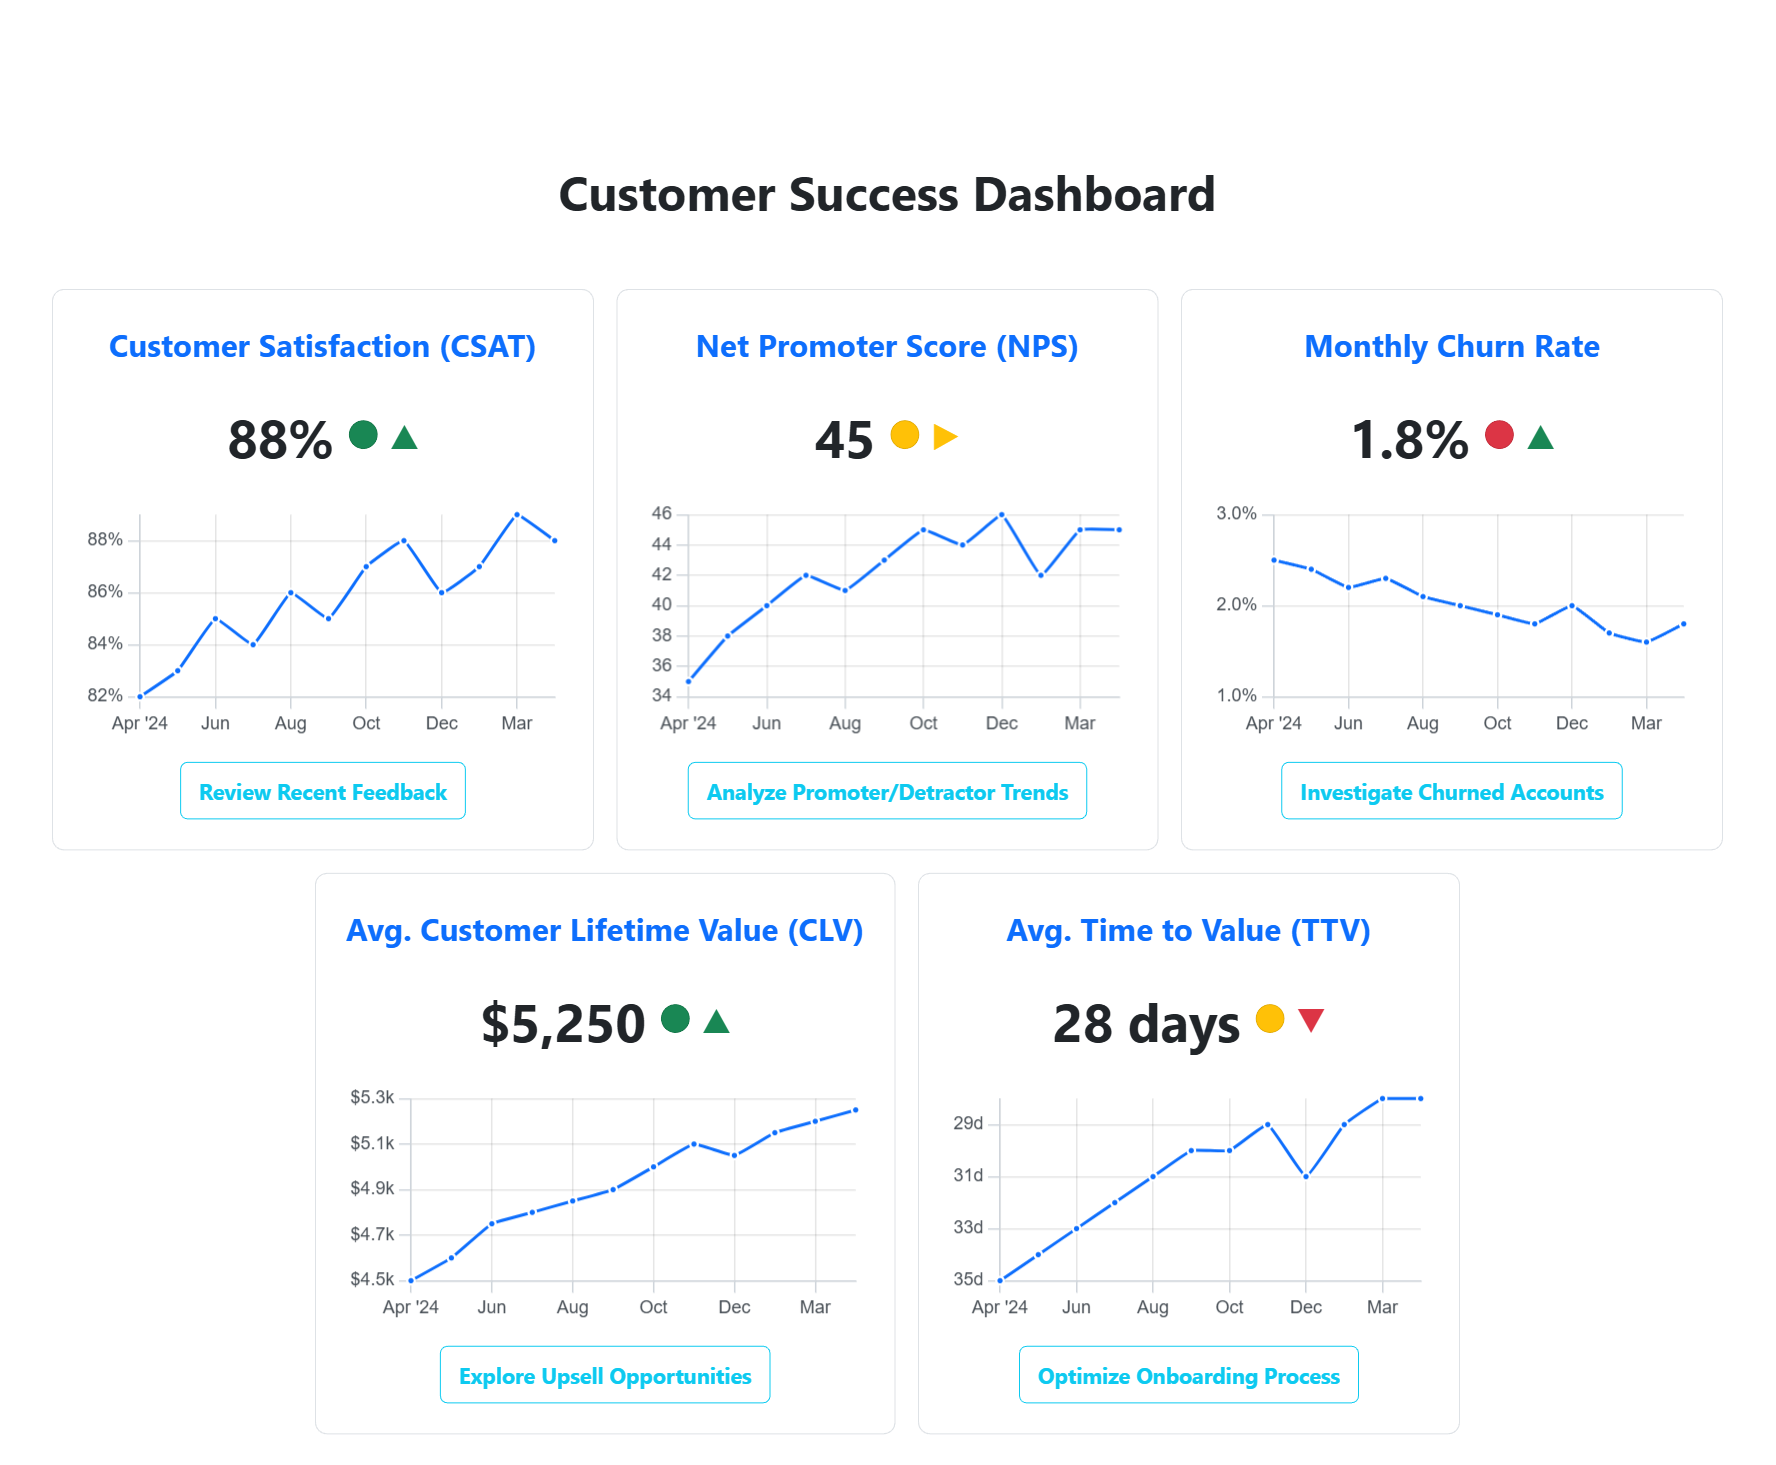 Customer Success Dashboard
Customer Satisfaction (CSAT)
88%
88%
86%
84%
82%
Apr '24 Jun Aug Oct Dec Mar
Review Recent Feedback
Net Promoter Score (NPS)
45
46
44
42
40
38
36
34
Apr '24 Jun Aug Oct Dec Mar
Analyze Promoter/Detractor Trends
Monthly Churn Rate
1.8%
3.0%
2.0%
1.0%
Apr '24 Jun Aug Oct Dec Mar
Investigate Churned Accounts
Avg. Customer Lifetime Value (CLV)
$5,250
$5.3k
$5.1k
$4.9k
$4.7k
$4.5k
Apr '24 Jun Aug Oct Dec Mar
Explore Upsell Opportunities
Avg. Time to Value (TTV)
28 days
29d
31d
33d
35d
Apr '24 Jun Aug Oct Dec Mar
Optimize Onboarding Process